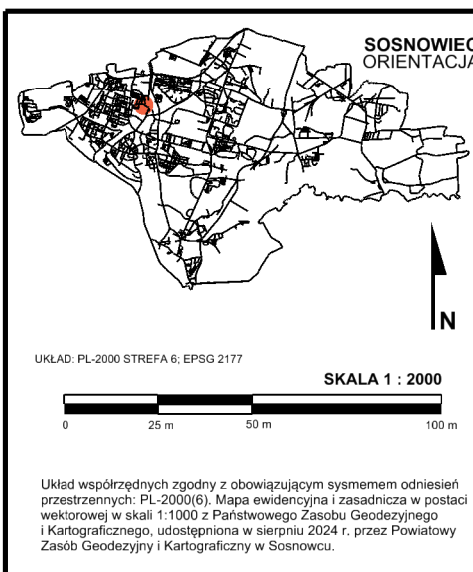 SOSNOWIEC
ORIENTACJA
N
UKŁAD: PL-2000 STREFA 6; EPSG 2177
SKALA 1 : 2000
0 25 m 50 m 100 m
Układ współrzędnych zgodny z obowiązującym sysmemem odniesień
przestrzennych: PL-2000(6). Mapa ewidencyjna i zasadnicza w postaci
wektorowej w skali 1:1000 z Państwowego Zasobu Geodezyjnego
i Kartograficznego, udostępniona w sierpniu 2024 r. przez Powiatowy
Zasób Geodezyjny i Kartograficzny w Sosnowcu.